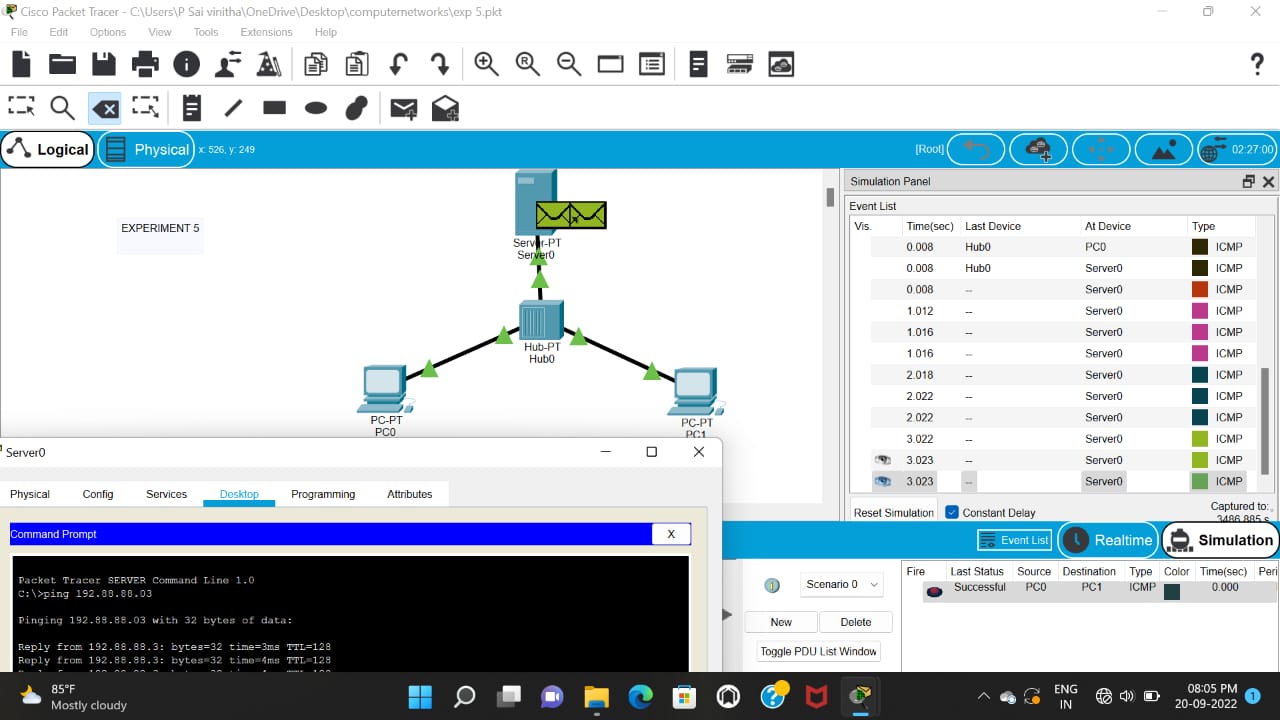 Cisco Packet Tracer - C:\Users\P Sai vinitha\OneDrive\Desktop\computernetworks\exp 5.pkt
File Edit Options View Tools Extensions Help
R
?
Logical Physical x: 526, y: 249 [Root] 02:27:00
EXPERIMENT 5
Server-PT
Server0
Hub-PT
Hub0
PC-PT
PC0
PC-PT
PC1
Simulation Panel
Event List
Vis. Time(sec) Last Device At Device Type
0.008 Hub0 PC0 ICMP
0.008 Hub0 Server0 ICMP
0.008 -- Server0 ICMP
1.012 -- Server0 ICMP
1.016 -- Server0 ICMP
1.016 -- Server0 ICMP
2.018 -- Server0 ICMP
2.022 -- Server0 ICMP
2.022 -- Server0 ICMP
3.022 -- Server0 ICMP
3.023 -- Server0 ICMP
3.023 -- Server0 ICMP
Reset Simulation Constant Delay Captured to:
3486.885 s
Event List Realtime Simulation
Server0
Physical Config Services Desktop Programming Attributes
Command Prompt X
Packet Tracer SERVER Command Line 1.0
C:\>ping 192.88.88.03
Pinging 192.88.88.03 with 32 bytes of data:
Reply from 192.88.88.3: bytes=32 time=3ms TTL=128
Reply from 192.88.88.3: bytes=32 time=4ms TTL=128
Scenario 0
New Delete
Toggle PDU List Window
Fire Last Status Source Destination Type Color Time(sec) Peri
Successful PC0 PC1 ICMP 0.000
85°F
Mostly cloudy
ENG
IN
08:05 PM
20-09-2022
1